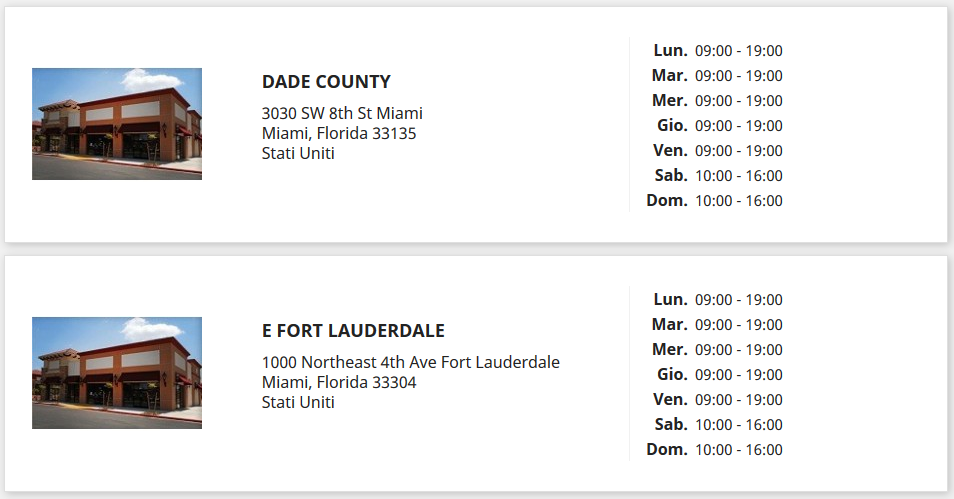 DADE COUNTY
3030 SW 8th St Miami
Miami, Florida 33135
Stati Uniti
Lun. 09:00 - 19:00
Mar. 09:00 - 19:00
Mer. 09:00 - 19:00
Gio. 09:00 - 19:00
Ven. 09:00 - 19:00
Sab. 10:00 - 16:00
Dom. 10:00 - 16:00
E FORT LAUDERDALE
1000 Northeast 4th Ave Fort Lauderdale
Miami, Florida 33304
Stati Uniti
Lun. 09:00 - 19:00
Mar. 09:00 - 19:00
Mer. 09:00 - 19:00
Gio. 09:00 - 19:00
Ven. 09:00 - 19:00
Sab. 10:00 - 16:00
Dom. 10:00 - 16:00